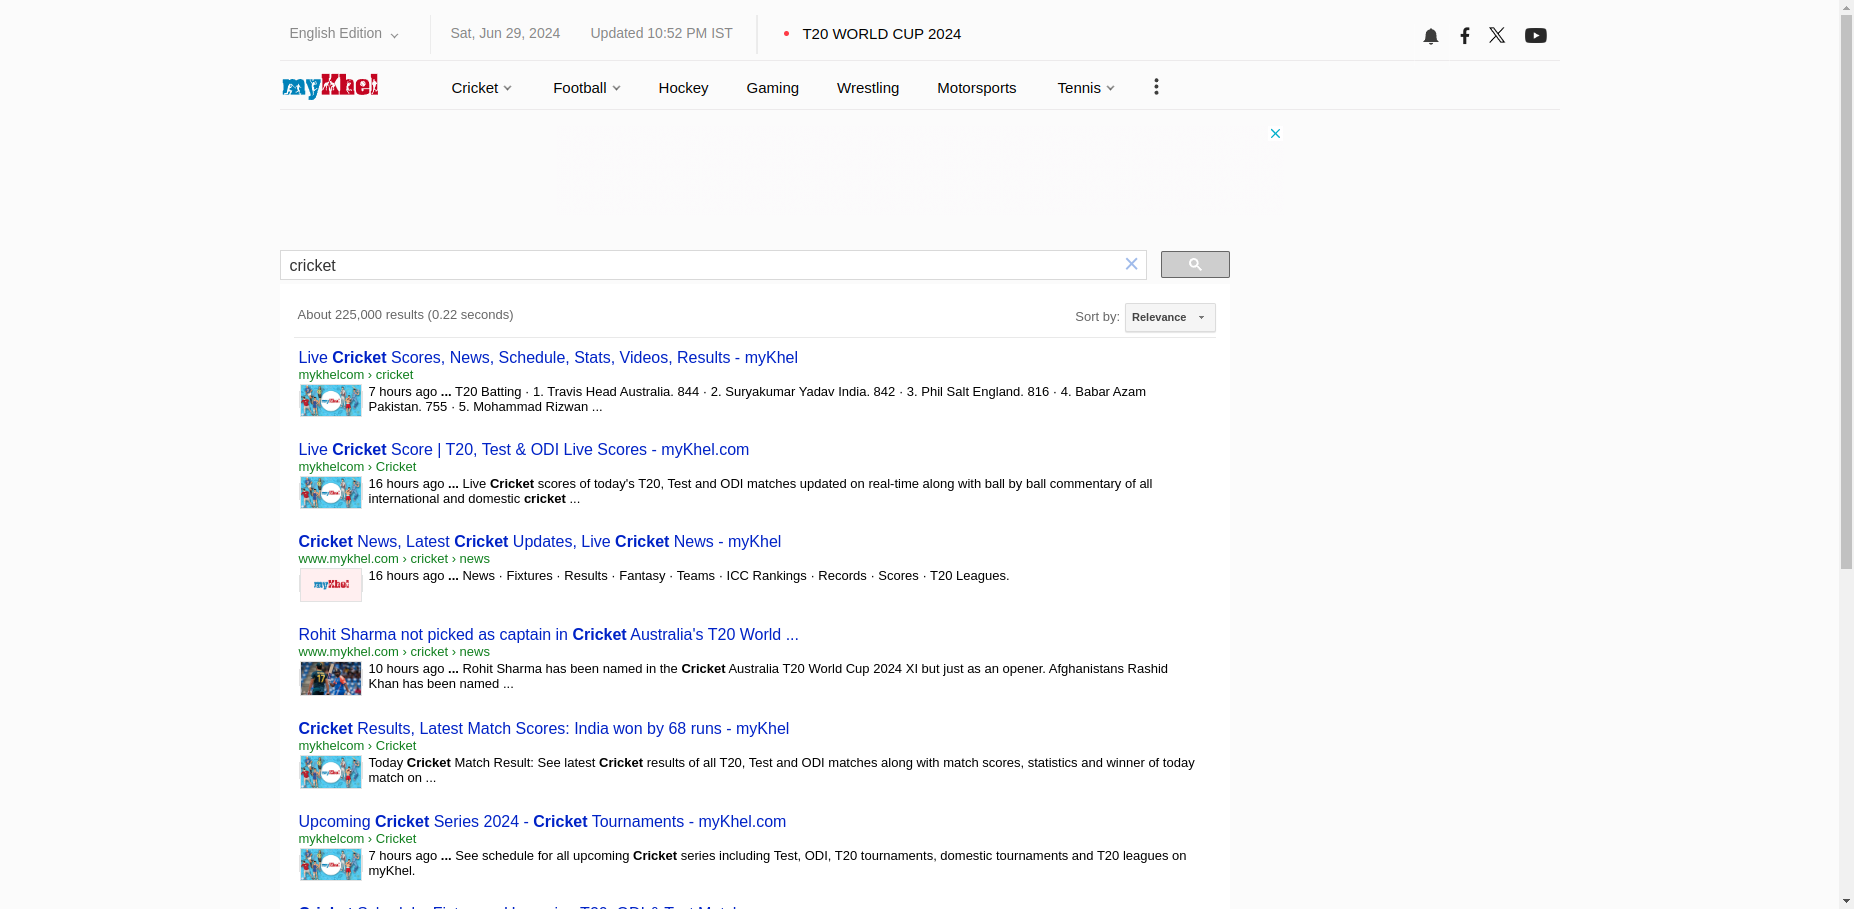 English Edition
Sat, Jun 29, 2024
Updated 10:52 PM IST
T20 WORLD CUP 2024
myKhel
Cricket
Football
Hockey
Gaming
Wrestling
Motorsports
Tennis
cricket
About 225,000 results (0.22 seconds)
Sort by:
Relevance
Live Cricket Scores, News, Schedule, Stats, Videos, Results - myKhel
mykhelcom › cricket
7 hours ago ... T20 Batting · 1. Travis Head Australia. 844 · 2. Suryakumar Yadav India. 842 · 3. Phil Salt England. 816 · 4. Babar Azam
Pakistan. 755 · 5. Mohammad Rizwan ...
Live Cricket Score | T20, Test & ODI Live Scores - myKhel.com
mykhelcom › Cricket
16 hours ago ... Live Cricket scores of today's T20, Test and ODI matches updated on real-time along with ball by ball commentary of all
international and domestic cricket ...
Cricket News, Latest Cricket Updates, Live Cricket News - myKhel
www.mykhel.com › cricket › news
myKhel
16 hours ago ... News · Fixtures · Results · Fantasy · Teams · ICC Rankings · Records · Scores · T20 Leagues.
Rohit Sharma not picked as captain in Cricket Australia's T20 World ...
www.mykhel.com › cricket › news
10 hours ago ... Rohit Sharma has been named in the Cricket Australia T20 World Cup 2024 XI but just as an opener. Afghanistans Rashid
Khan has been named ...
Cricket Results, Latest Match Scores: India won by 68 runs - myKhel
mykhelcom › Cricket
Today Cricket Match Result: See latest Cricket results of all T20, Test and ODI matches along with match scores, statistics and winner of today
match on ...
Upcoming Cricket Series 2024 - Cricket Tournaments - myKhel.com
mykhelcom › Cricket
7 hours ago ... See schedule for all upcoming Cricket series including Test, ODI, T20 tournaments, domestic tournaments and T20 leagues on
myKhel.